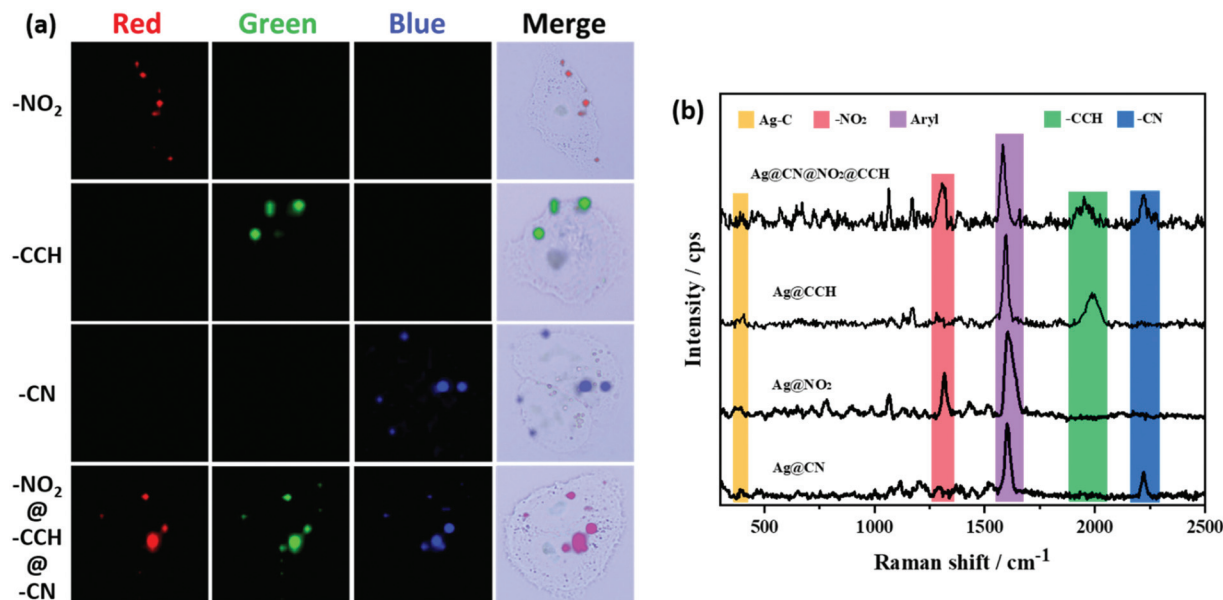 (a) Red Green Blue Merge
-NO₂
-CCH
-CN
-NO₂
@
-CCH
@
-CN
(b)
Ag-C -NO₂ Aryl -CCH -CN
Ag@CN@NO₂@CCH
Ag@CCH
Ag@NO₂
Ag@CN
Intensity / cps
500 1000 1500 2000 2500
Raman shift / cm⁻¹